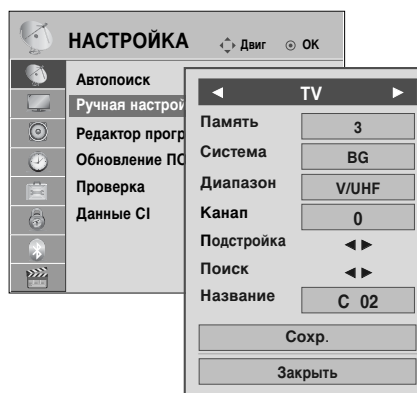 НАСТРОЙКА Двиг OK
Автопоиск
Ручная настрой
Редактор прогр
Обновление ПО
Проверка
Данные CI
TV
Память 3
Система BG
Диапазон V/UHF
Канап 0
Подстройка
Поиск
Название C 02
Сохр.
Закрыть